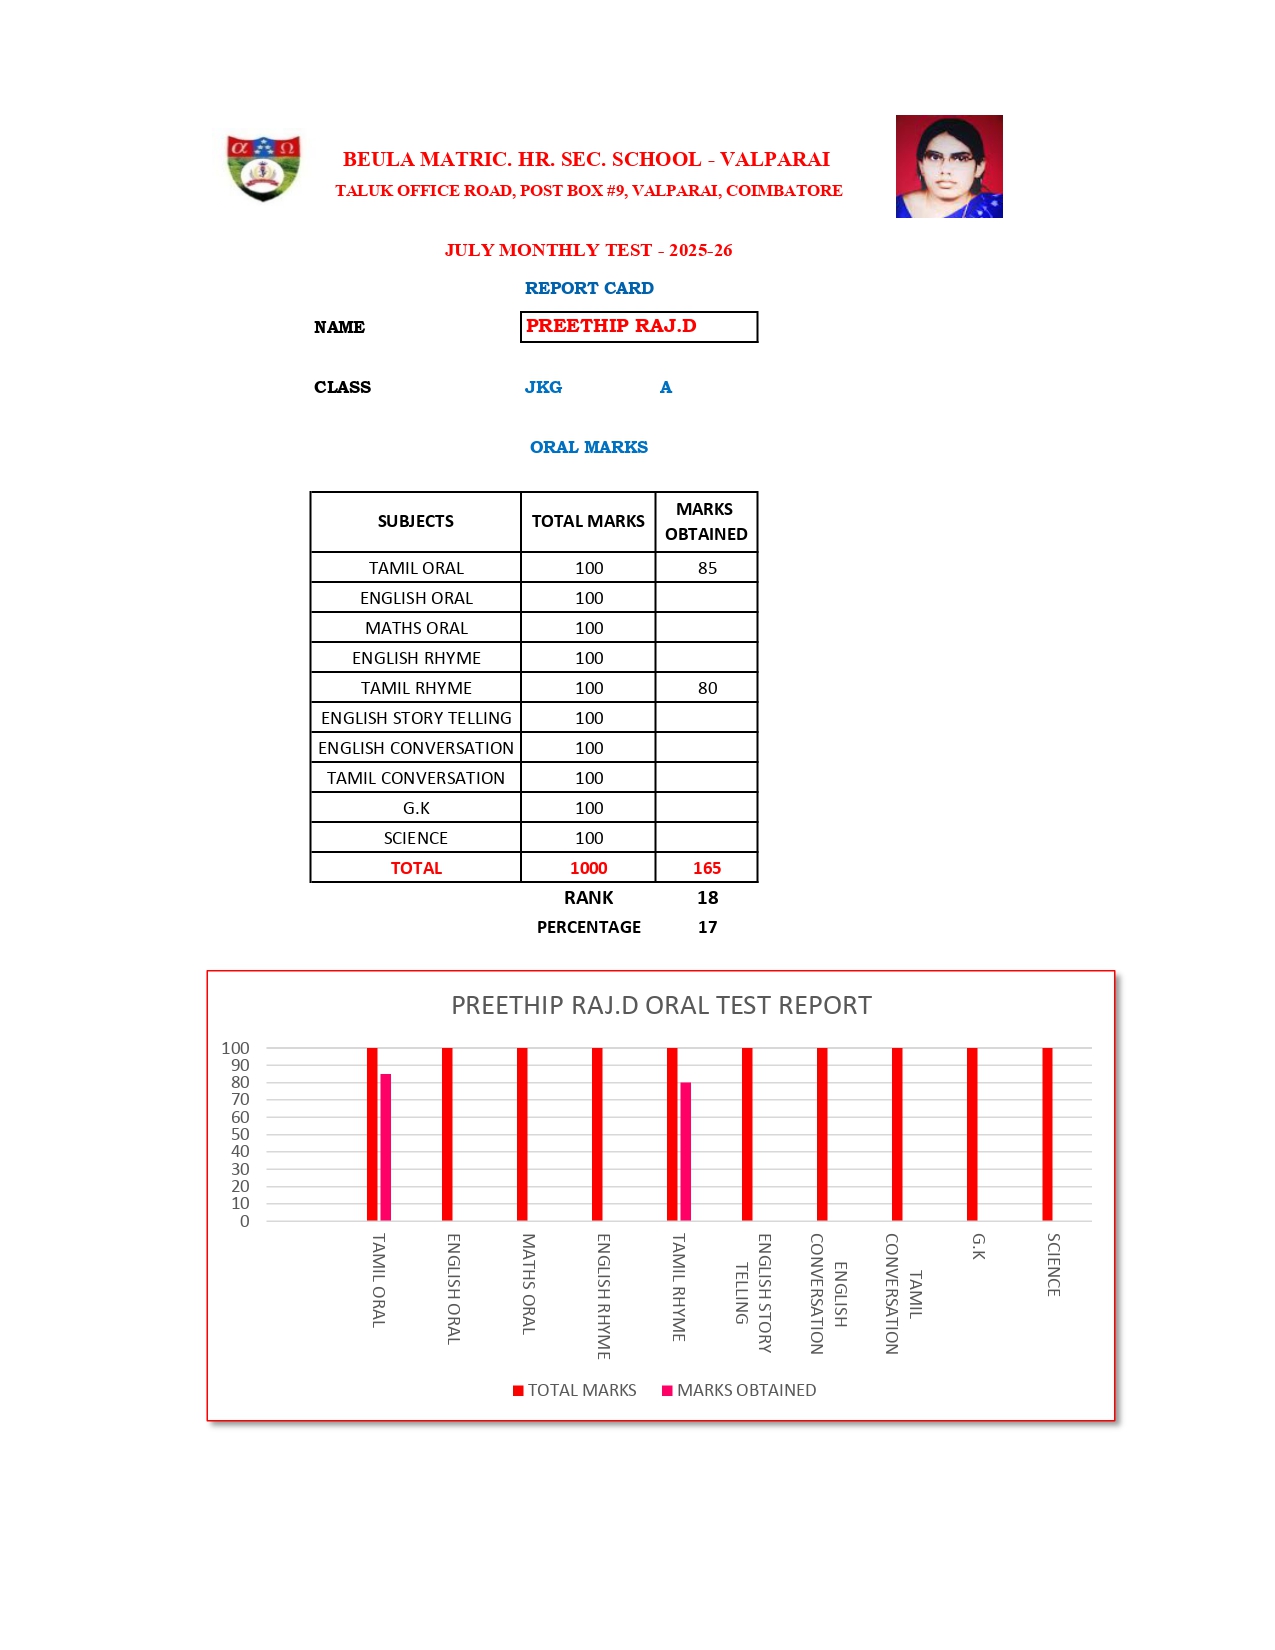 α Ω
BEULA MATRIC. HR. SEC. SCHOOL - VALPARAI
TALUK OFFICE ROAD, POST BOX #9, VALPARAI, COIMBATORE
JULY MONTHLY TEST - 2025-26
REPORT CARD
NAME PREETHIP RAJ.D
CLASS JKG A
ORAL MARKS
SUBJECTS TOTAL MARKS MARKS OBTAINED
TAMIL ORAL 100 85
ENGLISH ORAL 100
MATHS ORAL 100
ENGLISH RHYME 100
TAMIL RHYME 100 80
ENGLISH STORY TELLING 100
ENGLISH CONVERSATION 100
TAMIL CONVERSATION 100
G.K 100
SCIENCE 100
TOTAL 1000 165
RANK 18
PERCENTAGE 17
PREETHIP RAJ.D ORAL TEST REPORT
100
90
80
70
60
50
40
30
20
10
0
TAMIL ORAL
ENGLISH ORAL
MATHS ORAL
ENGLISH RHYME
TAMIL RHYME
ENGLISH STORY
TELLING
ENGLISH
CONVERSATION
TAMIL
CONVERSATION
G.K
SCIENCE
TOTAL MARKS MARKS OBTAINED